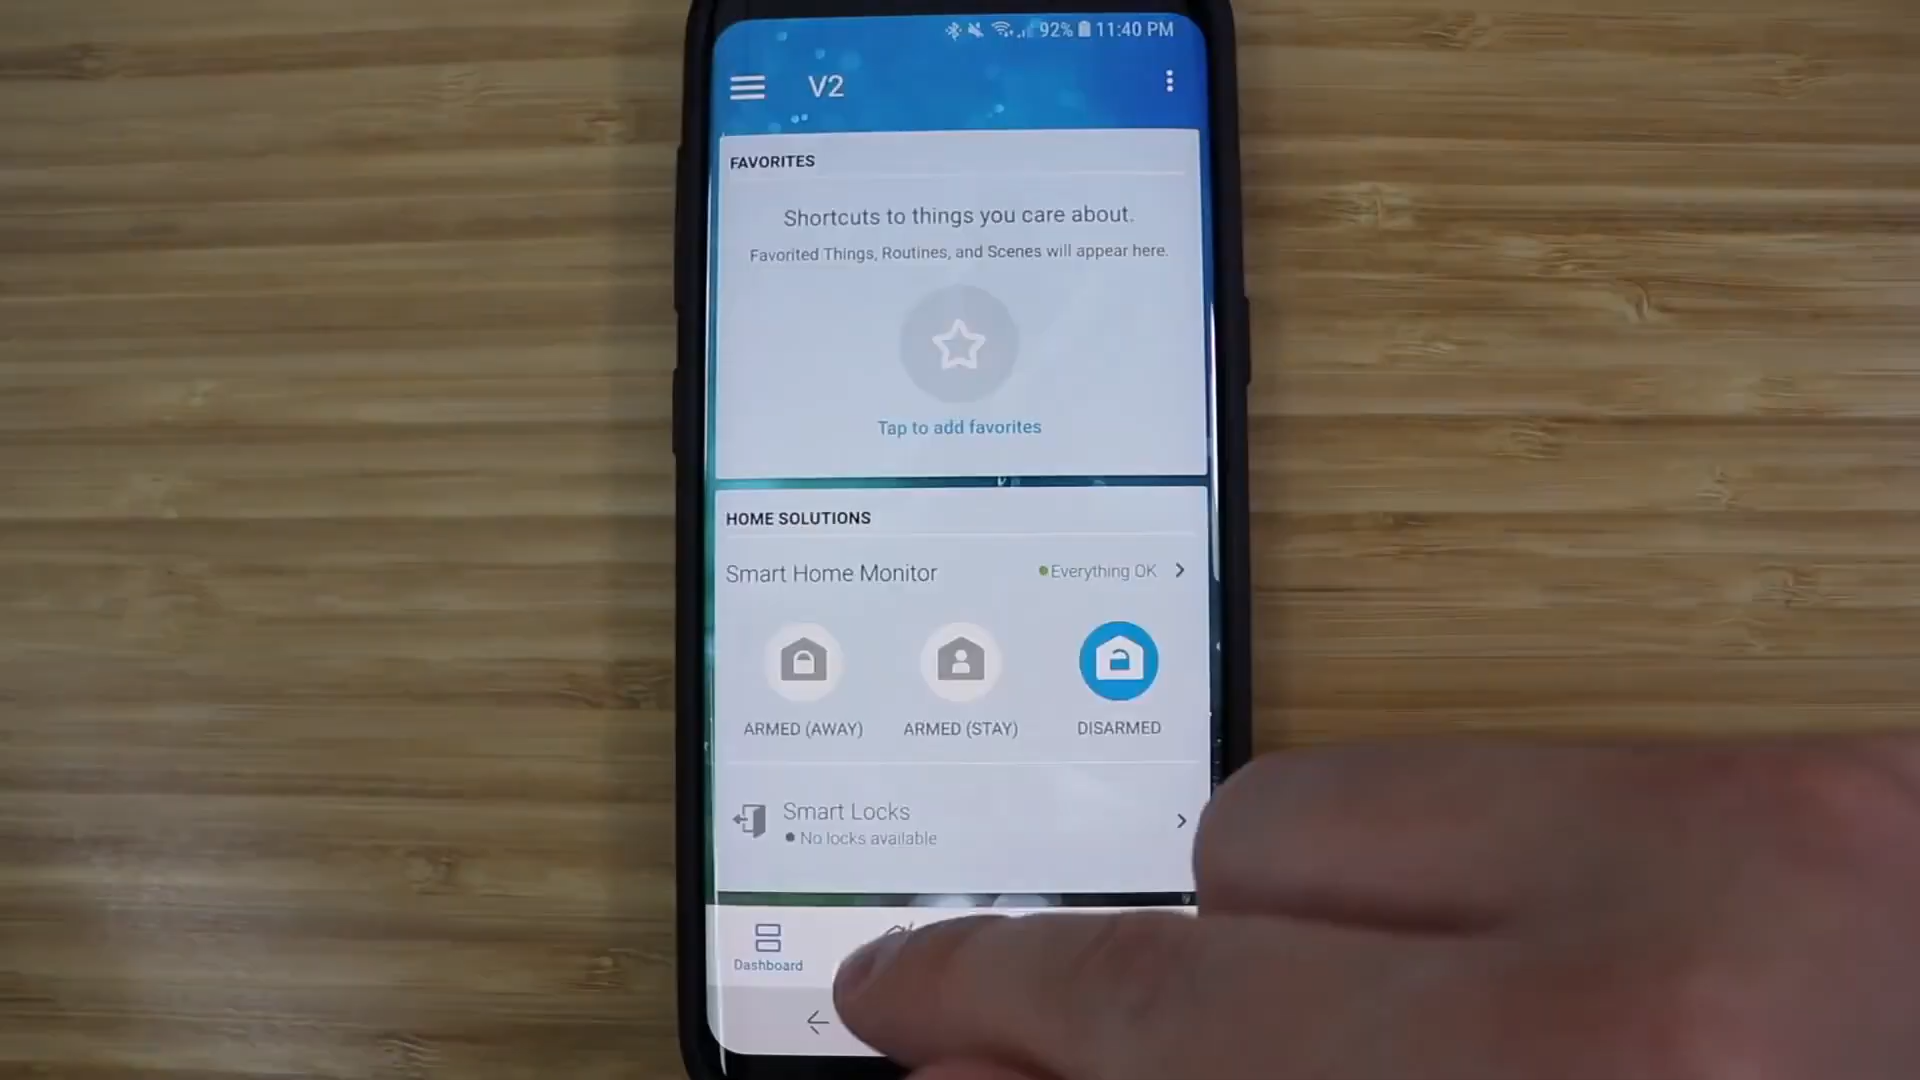 92% 11:40 PM
V2
FAVORITES
Shortcuts to things you care about.
Favorited Things, Routines, and Scenes will appear here.
Tap to add favorites
HOME SOLUTIONS
Smart Home Monitor
Everything OK
ARMED (AWAY)
ARMED (STAY)
DISARMED
Smart Locks
No locks available
Dashboard